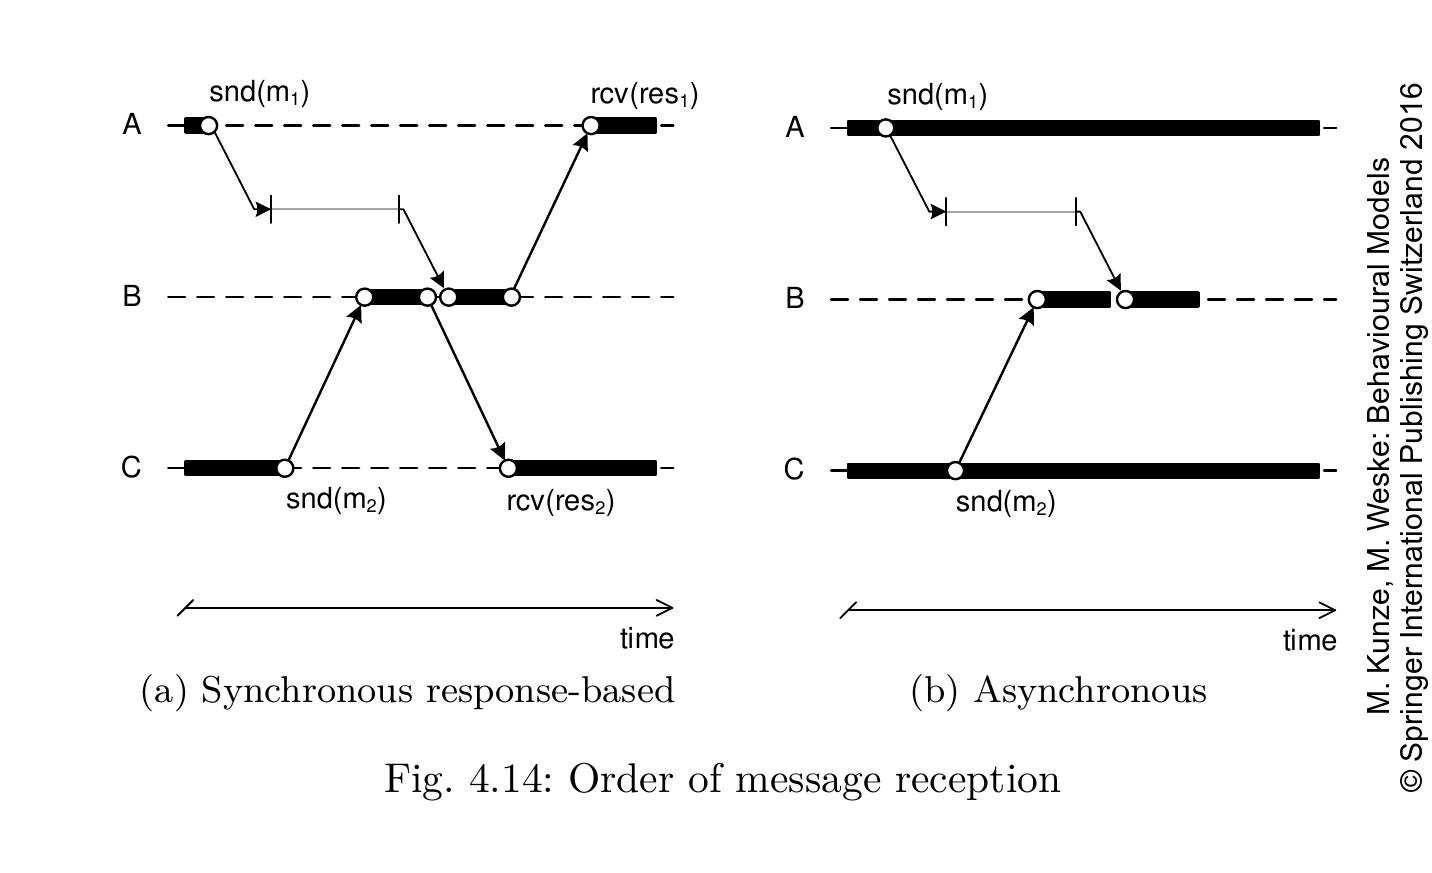 snd(m₁)
rcv(res₁)
A
B
C
snd(m₂)
rcv(res₂)
time
(a) Synchronous response-based
snd(m₁)
A
B
C
snd(m₂)
time
(b) Asynchronous
Fig. 4.14: Order of message reception
M. Kunze, M. Weske: Behavioural Models
© Springer International Publishing Switzerland 2016